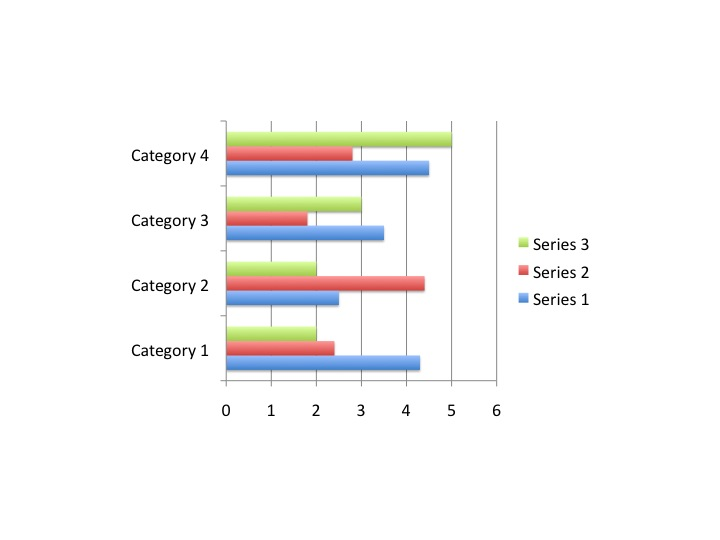 Category 4
Category 3
Category 2
Category 1
Series 3
Series 2
Series 1
0 1 2 3 4 5 6